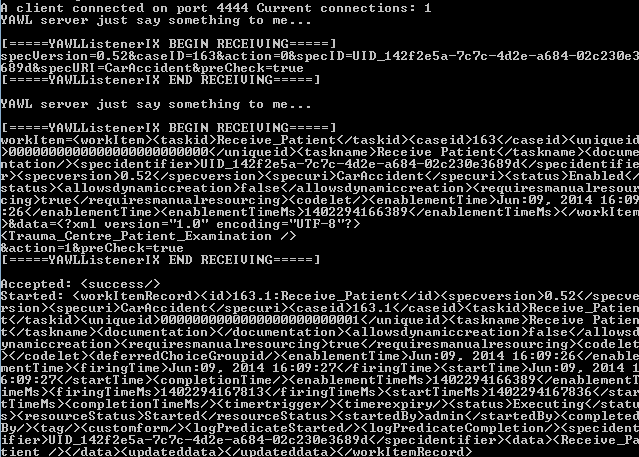 A client connected on port 4444 Current connections: 1
YAWL server just say something to me...
[=====YAWLListenerIX BEGIN RECEIVING=====]
specVersion=0.52&caseID=163&action=0&specID=UID_142f2e5a-7c7c-4d2e-a684-02c230e3
689d&specURI=CarAccident&preCheck=true
[=====YAWLListenerIX END RECEIVING=====]
YAWL server just say something to me...
[=====YAWLListenerIX BEGIN RECEIVING=====]
workItem=<workItem><taskid>Receive_Patient</taskid><caseid>163</caseid><uniqueid
>0000000000000000000000000</uniqueid><taskname>Receive Patient</taskname><docume
ntation/><specidentifier>UID_142f2e5a-7c7c-4d2e-a684-02c230e3689d</specidentifie
r><specversion>0.52</specversion><specuri>CarAccident</specuri><status>Enabled</
status><allowsdynamiccreation>false</allowsdynamiccreation><requiresmanualresour
cing>true</requiresmanualresourcing><codelet/><enablementTime>Jun:09, 2014 16:09
:26</enablementTime><enablementTimeMs>1402294166389</enablementTimeMs></workItem
>&data=<?xml version="1.0" encoding="UTF-8"?>
<Trauma_Centre_Patient_Examination />
&action=1&preCheck=true
[=====YAWLListenerIX END RECEIVING=====]
Accepted: <success/>
Started: <workItemRecord><id>163.1:Receive_Patient</id><specversion>0.52</specve
rsion><specuri>CarAccident</specuri><caseid>163.1</caseid><taskid>Receive_Patien
t</taskid><uniqueid>0000000000000000000000001</uniqueid><taskname>Receive Patien
t</taskname><documentation></documentation><allowsdynamiccreation>false</allowsd
ynamiccreation><requiresmanualresourcing>true</requiresmanualresourcing><codelet
></codelet><deferredChoiceGroupid/><enablementTime>Jun:09, 2014 16:09:26</enable
mentTime><firingTime>Jun:09, 2014 16:09:27</firingTime><startTime>Jun:09, 2014 1
6:09:27</startTime><completionTime/><enablementTimeMs>1402294166389</enablementT
imeMs><firingTimeMs>1402294167813</firingTimeMs><startTimeMs>1402294167836</star
tTimeMs><completionTimeMs/><timertrigger/><timerexpiry/><status>Executing</statu
s><resourceStatus>Started</resourceStatus><startedBy>admin</startedBy><completed
By/><tag/><customform/><logPredicateStarted/><logPredicateCompletion/><specident
ifier>UID_142f2e5a-7c7c-4d2e-a684-02c230e3689d</specidentifier><data><Receive_Pa
tient /></data><updateddata></updateddata></workItemRecord>